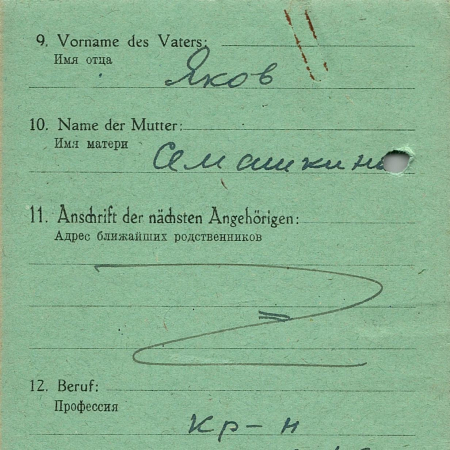 9. Vorname des Vaters:
Имя отца
Яков
10. Name der Mutter:
Имя матери
Семашкина
11. Anschrift der nächsten Angehörigen:
Адрес ближайших родственников
12. Beruf:
Профессия
кр-н